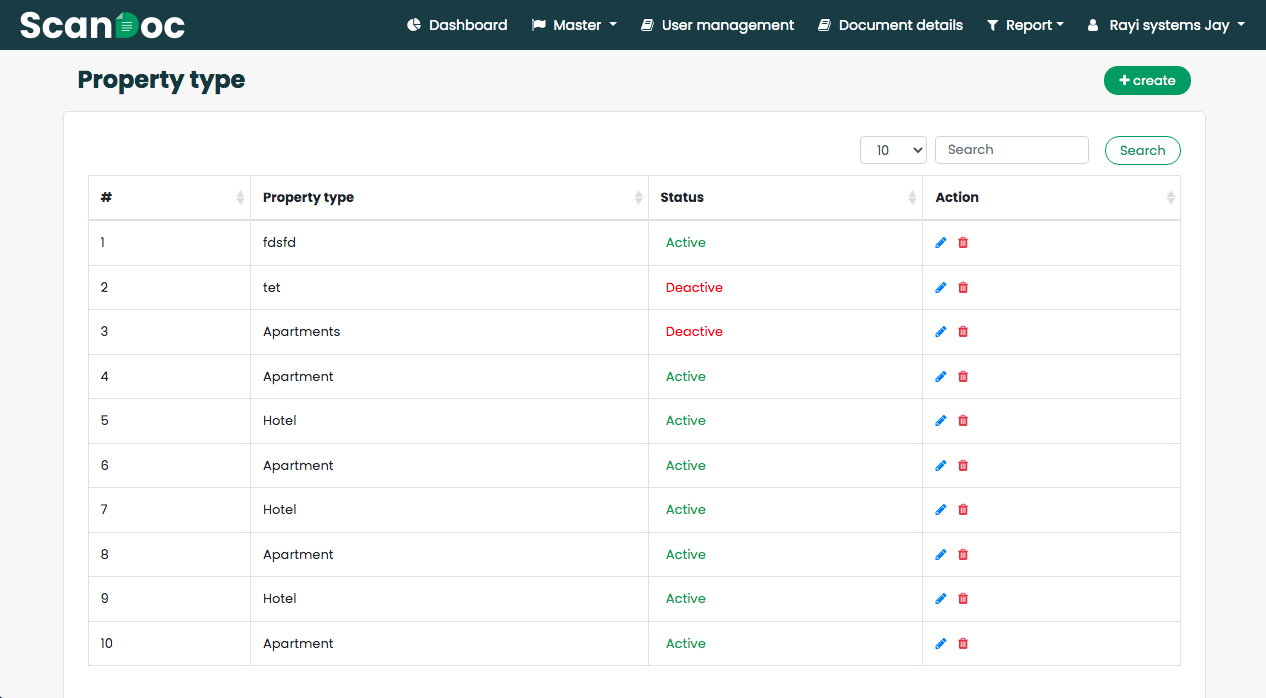 ScanDoc Dashboard Master User management Document details Report Rayi systems Jay
Property type + create
10 Search Search
# Property type Status Action
1 fdsfd Active
2 tet Deactive
3 Apartments Deactive
4 Apartment Active
5 Hotel Active
6 Apartment Active
7 Hotel Active
8 Apartment Active
9 Hotel Active
10 Apartment Active